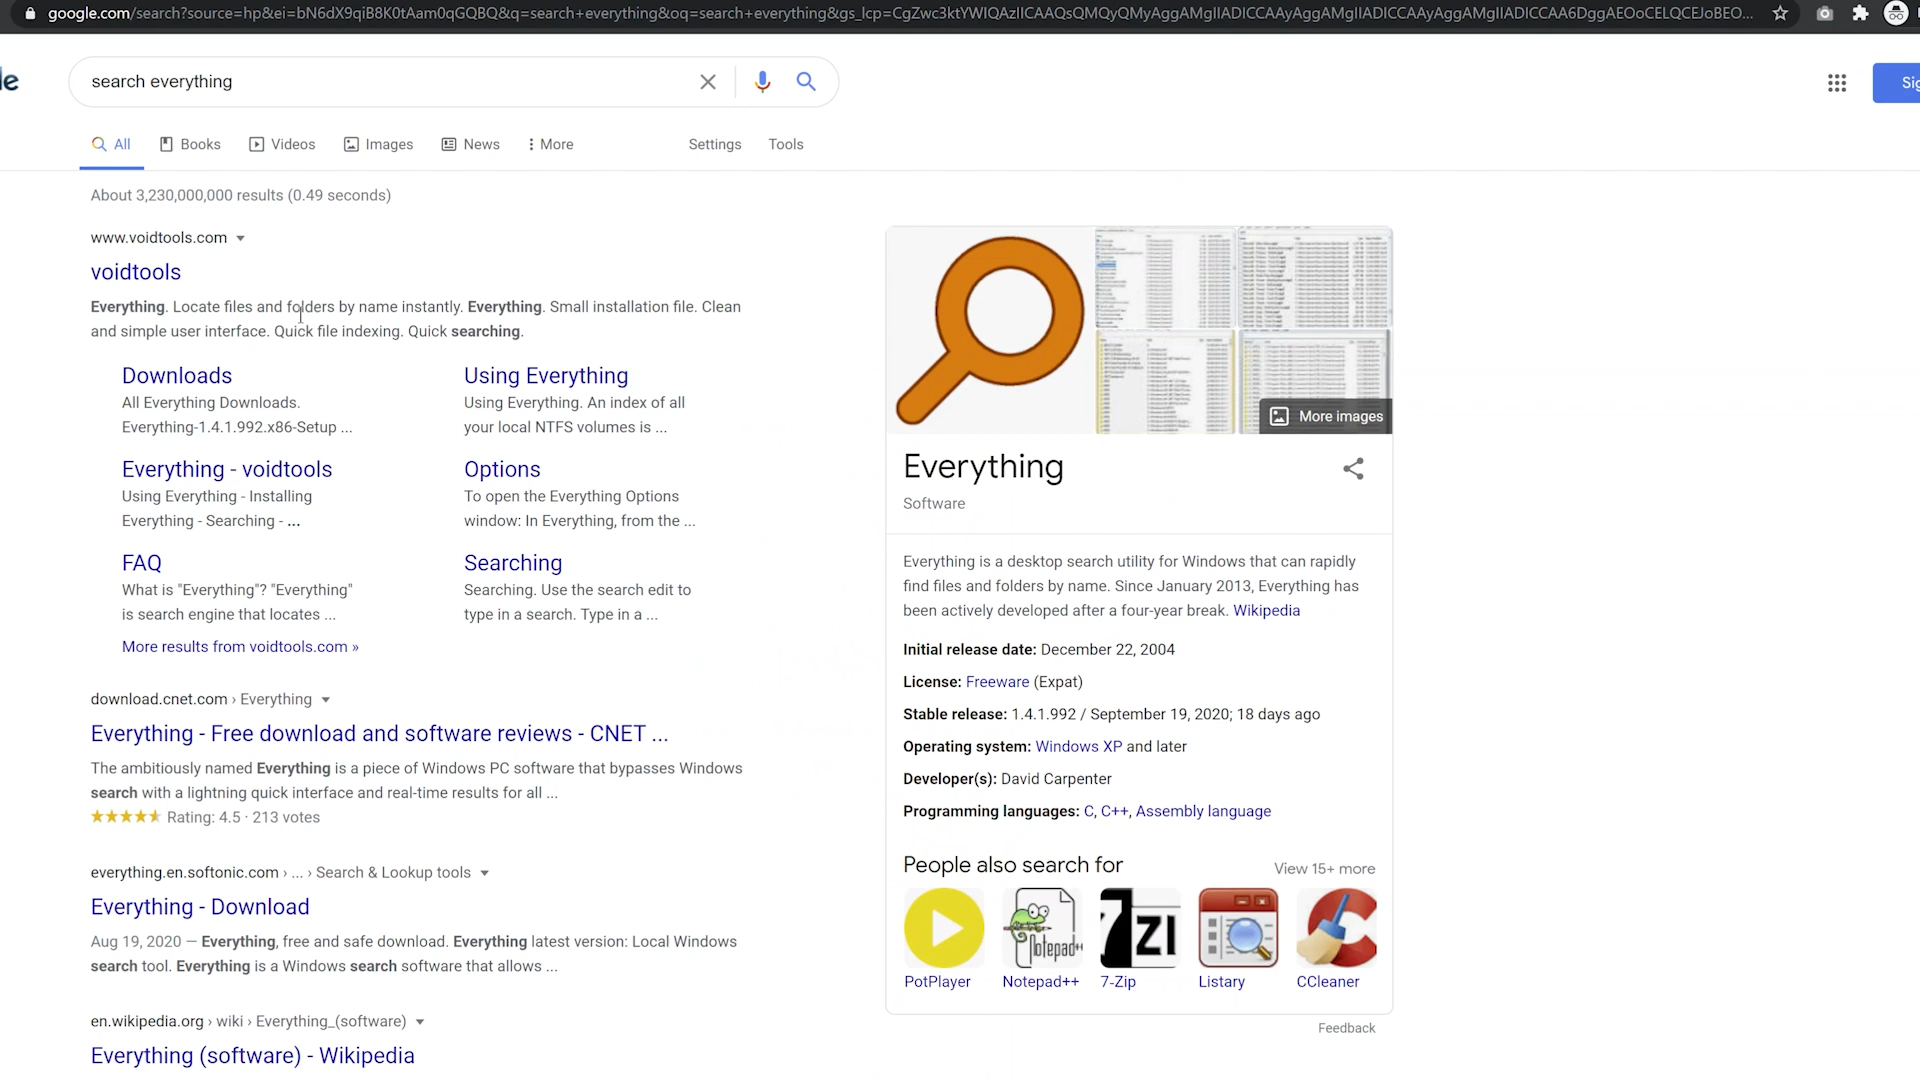 google.com/search?source=hp&ei=bN6dX9qiB8K0tAam0qGQBQ&q=search+everything&oq=search+everything&gs_lcp=CgZwc3ktYWIQAzIICAAQsQMQyQMyAggAMgIIADICCAAyAggAMgIIADICCAAyAggAMgIIADICCAA6DggAEOoCELQCEJoBEO...
le
search everything
Sig
All Books Videos Images News More Settings Tools
About 3,230,000,000 results (0.49 seconds)
www.voidtools.com
voidtools
Everything. Locate files and folders by name instantly. Everything. Small installation file. Clean
and simple user interface. Quick file indexing. Quick searching.
Downloads
All Everything Downloads.
Everything-1.4.1.992.x86-Setup ...
Using Everything
Using Everything. An index of all
your local NTFS volumes is ...
Everything - voidtools
Using Everything - Installing
Everything - Searching - ...
Options
To open the Everything Options
window: In Everything, from the ...
FAQ
What is "Everything"? "Everything"
is search engine that locates ...
Searching
Searching. Use the search edit to
type in a search. Type in a ...
More results from voidtools.com »
download.cnet.com › Everything
Everything - Free download and software reviews - CNET ...
The ambitiously named Everything is a piece of Windows PC software that bypasses Windows
search with a lightning quick interface and real-time results for all ...
Rating: 4.5 · 213 votes
everything.en.softonic.com › ... › Search & Lookup tools
Everything - Download
Aug 19, 2020 — Everything, free and safe download. Everything latest version: Local Windows
search tool. Everything is a Windows search software that allows ...
en.wikipedia.org › wiki › Everything_(software)
Everything (software) - Wikipedia
More images
Everything
Software
Everything is a desktop search utility for Windows that can rapidly
find files and folders by name. Since January 2013, Everything has
been actively developed after a four-year break. Wikipedia
Initial release date: December 22, 2004
License: Freeware (Expat)
Stable release: 1.4.1.992 / September 19, 2020; 18 days ago
Operating system: Windows XP and later
Developer(s): David Carpenter
Programming languages: C, C++, Assembly language
People also search for
View 15+ more
Notepad++
7 ZI
PotPlayer Notepad++ 7-Zip Listary CCleaner
Feedback